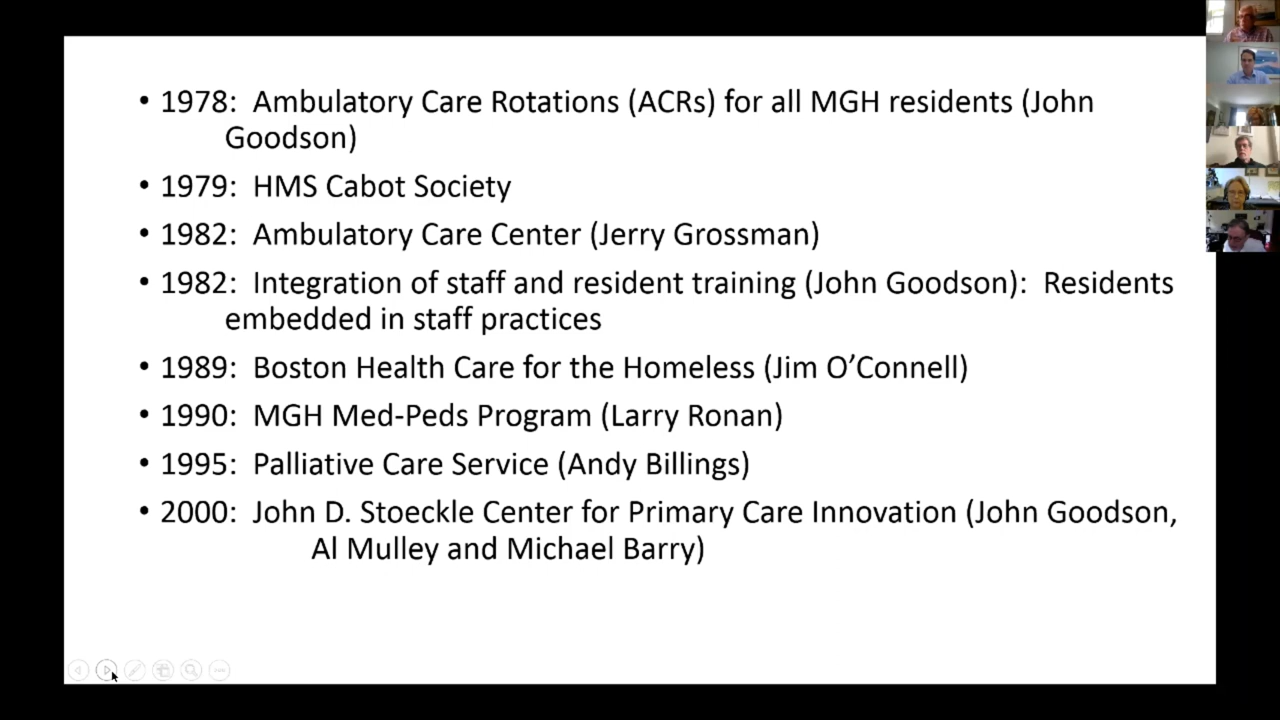 • 1978: Ambulatory Care Rotations (ACRs) for all MGH residents (John
Goodson)
• 1979: HMS Cabot Society
• 1982: Ambulatory Care Center (Jerry Grossman)
• 1982: Integration of staff and resident training (John Goodson): Residents
embedded in staff practices
• 1989: Boston Health Care for the Homeless (Jim O’Connell)
• 1990: MGH Med-Peds Program (Larry Ronan)
• 1995: Palliative Care Service (Andy Billings)
• 2000: John D. Stoeckle Center for Primary Care Innovation (John Goodson,
Al Mulley and Michael Barry)